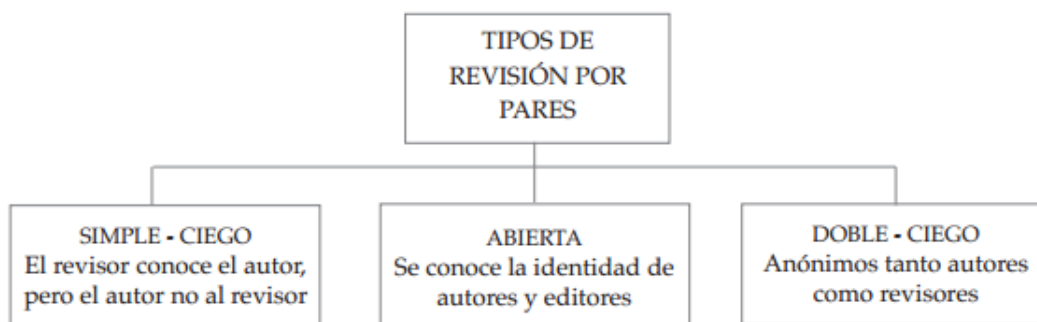 TIPOS DE
REVISIÓN POR
PARES
SIMPLE - CIEGO
El revisor conoce el autor,
pero el autor no al revisor
ABIERTA
Se conoce la identidad de
autores y editores
DOBLE - CIEGO
Anónimos tanto autores
como revisores